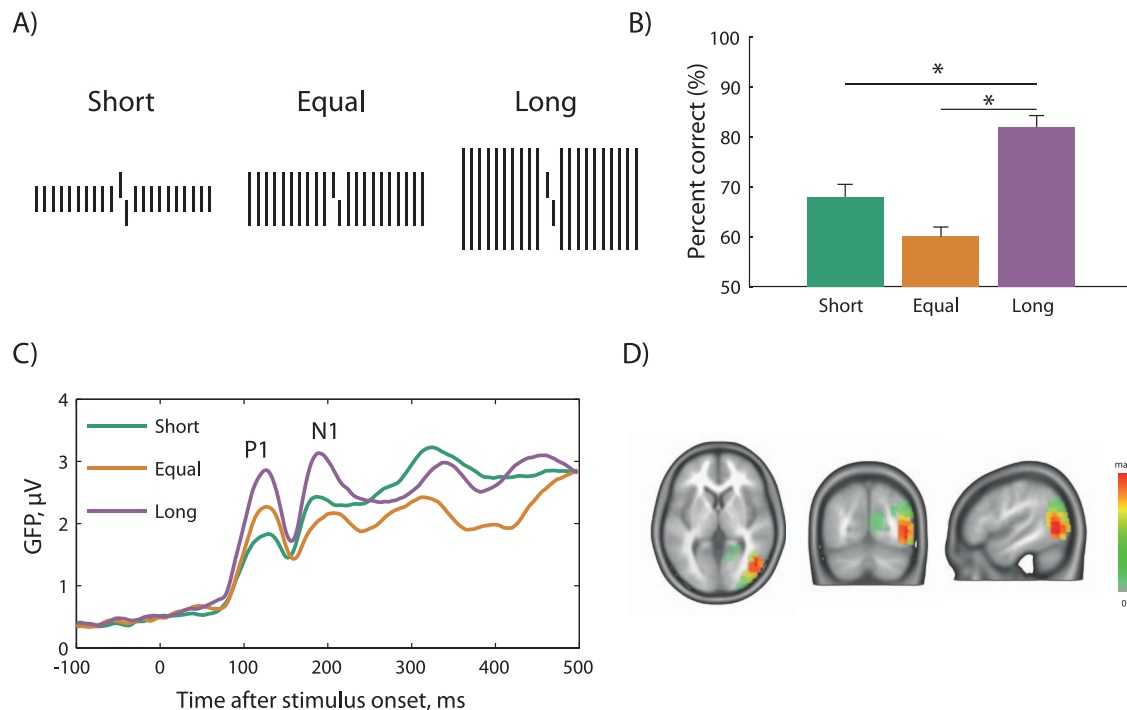 A)
Short Equal Long
B)
Percent correct (%)
100
90
80
70
60
50
*
*
Short Equal Long
C)
GFP, μV
4
3
2
1
0
Short
Equal
Long
P1
N1
-100 0 100 200 300 400 500
Time after stimulus onset, ms
D)
0